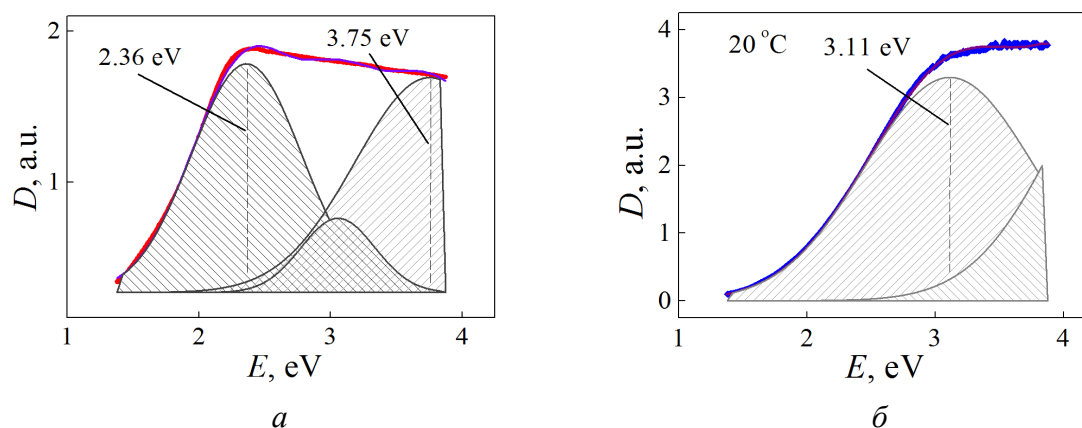 2
1
D, a.u.
2.36 eV
3.75 eV
1 2 3 4
E, eV
а
4
3
2
1
0
D, a.u.
20 °C
3.11 eV
1 2 3 4
E, eV
б